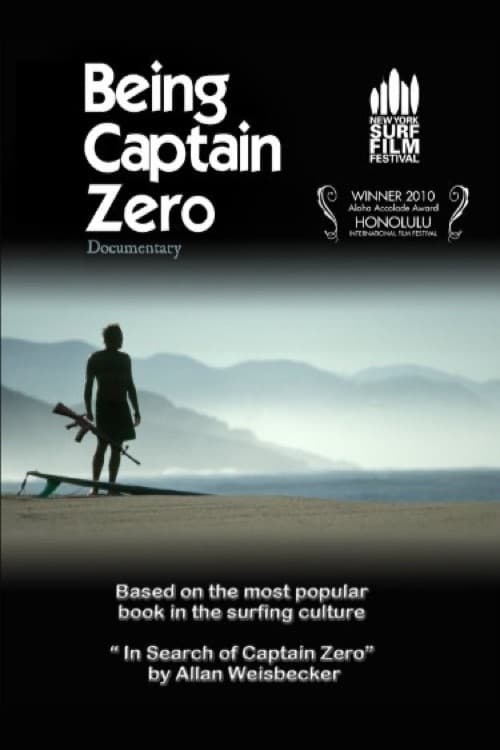 Being
Captain
Zero
Documentary
NEW YORK
SURF
FILM
FESTIVAL
WINNER 2010
Aloha Accolade Award
HONOLULU
INTERNATIONAL FILM FESTIVAL
Based on the most popular
book in the surfing culture
“ In Search of Captain Zero”
by Allan Weisbecker